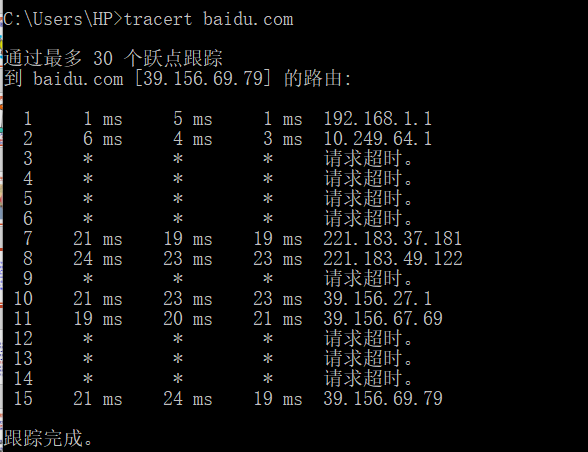 C:\Users\HP>tracert baidu.com
通过最多 30 个跃点跟踪
到 baidu.com [39.156.69.79] 的路由:
1 1 ms 5 ms 1 ms 192.168.1.1
2 6 ms 4 ms 3 ms 10.249.64.1
3 * * * 请求超时。
4 * * * 请求超时。
5 * * * 请求超时。
6 * * * 请求超时。
7 21 ms 19 ms 19 ms 221.183.37.181
8 24 ms 23 ms 23 ms 221.183.49.122
9 * * * 请求超时。
10 21 ms 23 ms 23 ms 39.156.27.1
11 19 ms 20 ms 21 ms 39.156.67.69
12 * * * 请求超时。
13 * * * 请求超时。
14 * * * 请求超时。
15 21 ms 24 ms 19 ms 39.156.69.79
跟踪完成。